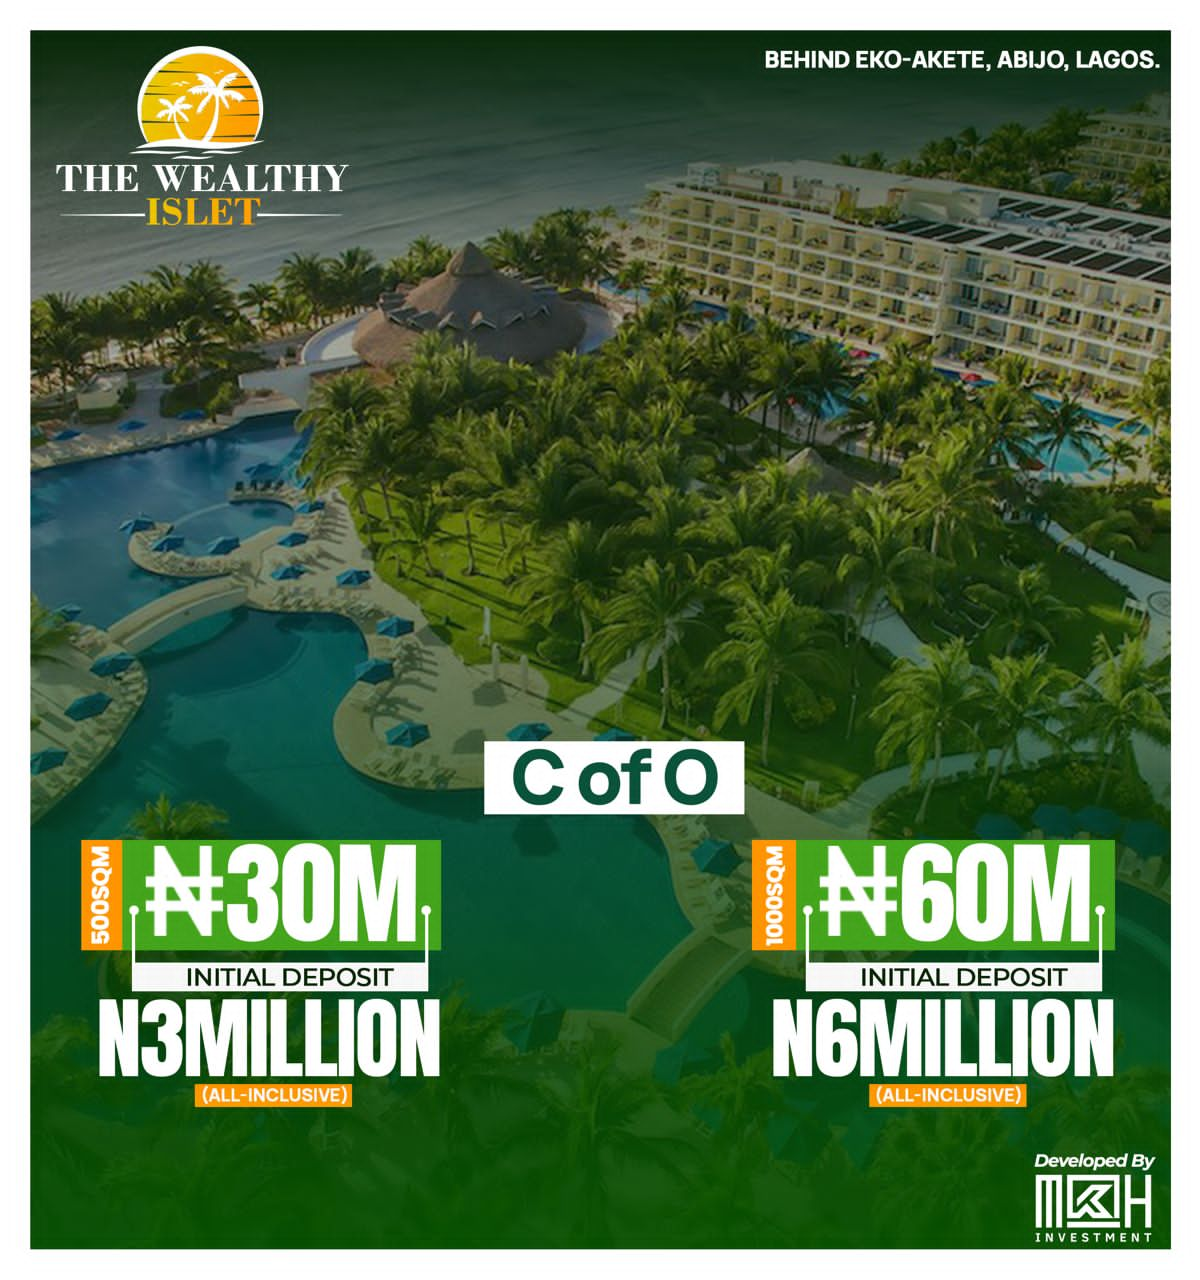 BEHIND EKO-AKETE, ABIJO, LAGOS.
THE WEALTHY
ISLET
C of O
500SQM
₦30M
INITIAL DEPOSIT
N3MILLION
(ALL-INCLUSIVE)
1000SQM
₦60M
INITIAL DEPOSIT
N6MILLION
(ALL-INCLUSIVE)
Developed By
MKH
INVESTMENT